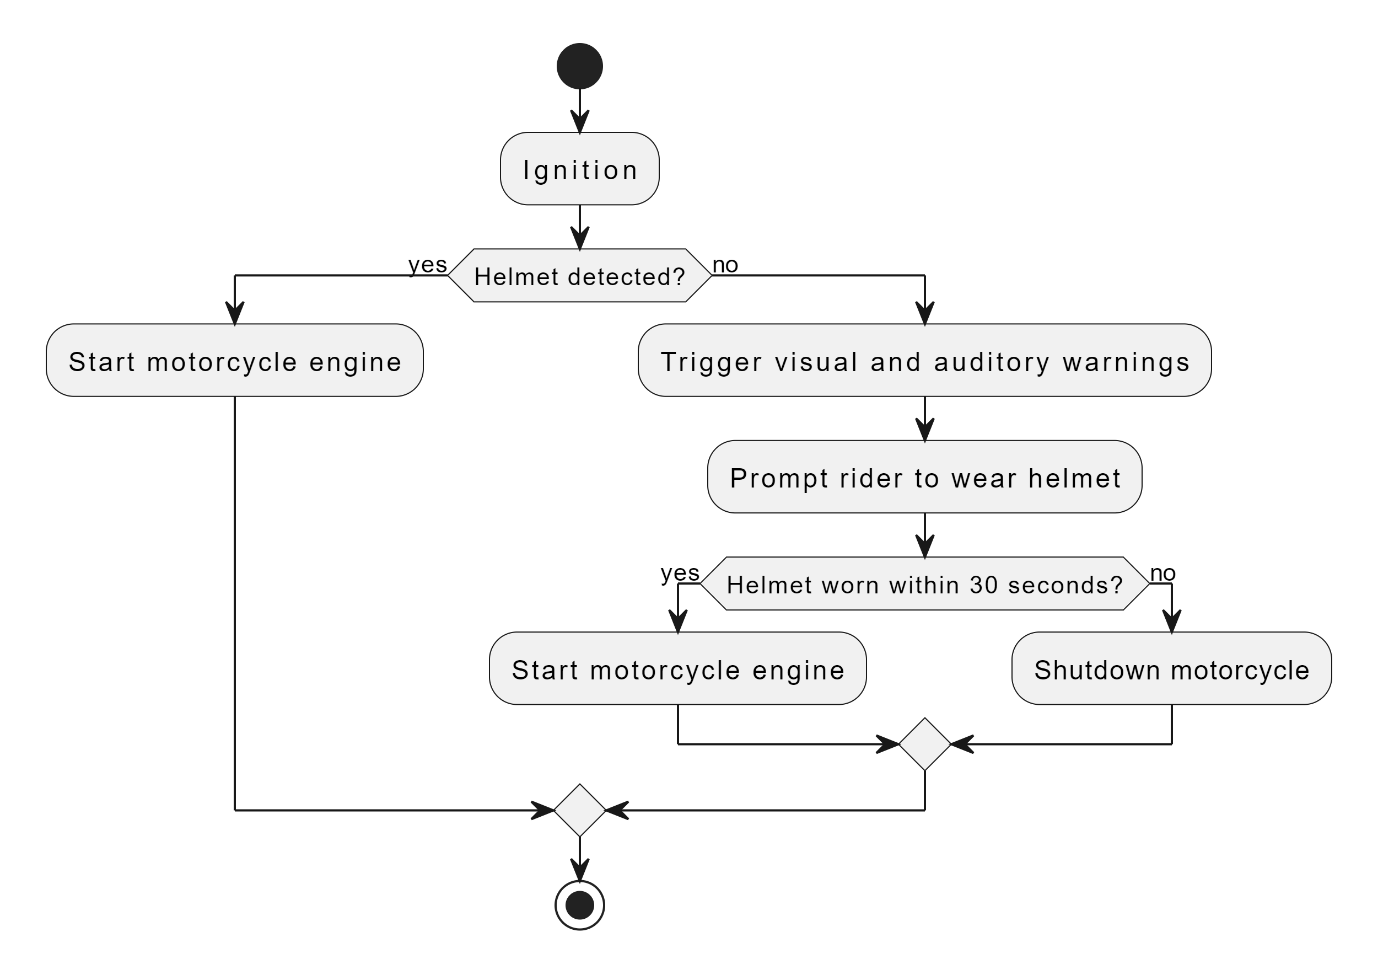 Ignition
yes
Helmet detected?
no
Start motorcycle engine
Trigger visual and auditory warnings
Prompt rider to wear helmet
yes
Helmet worn within 30 seconds?
no
Start motorcycle engine
Shutdown motorcycle